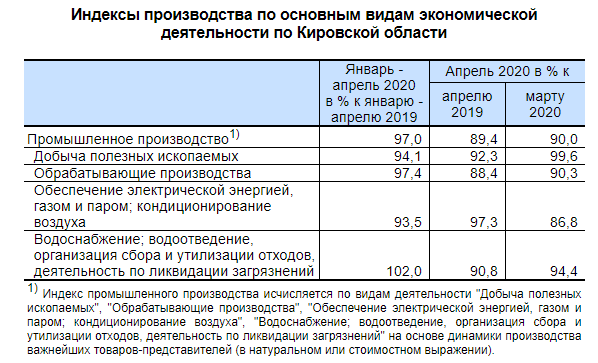 Индексы производства по основным видам экономической
деятельности по Кировской области
Январь -
апрель 2020
в % к январю -
апрелю 2019
Апрель 2020 в % к
апрелю
2019
марту
2020
Промышленное производство1) 97,0 89,4 90,0
Добыча полезных ископаемых 94,1 92,3 99,6
Обрабатывающие производства 97,4 88,4 90,3
Обеспечение электрической энергией,
газом и паром; кондиционирование
воздуха 93,5 97,3 86,8
Водоснабжение; водоотведение,
организация сбора и утилизации отходов,
деятельность по ликвидации загрязнений 102,0 90,8 94,4
1) Индекс промышленного производства исчисляется по видам деятельности "Добыча полезных
ископаемых", "Обрабатывающие производства", "Обеспечение электрической энергией, газом и
паром; кондиционирование воздуха", "Водоснабжение; водоотведение, организация сбора и
утилизации отходов, деятельность по ликвидации загрязнений" на основе динамики производства
важнейших товаров-представителей (в натуральном или стоимостном выражении).